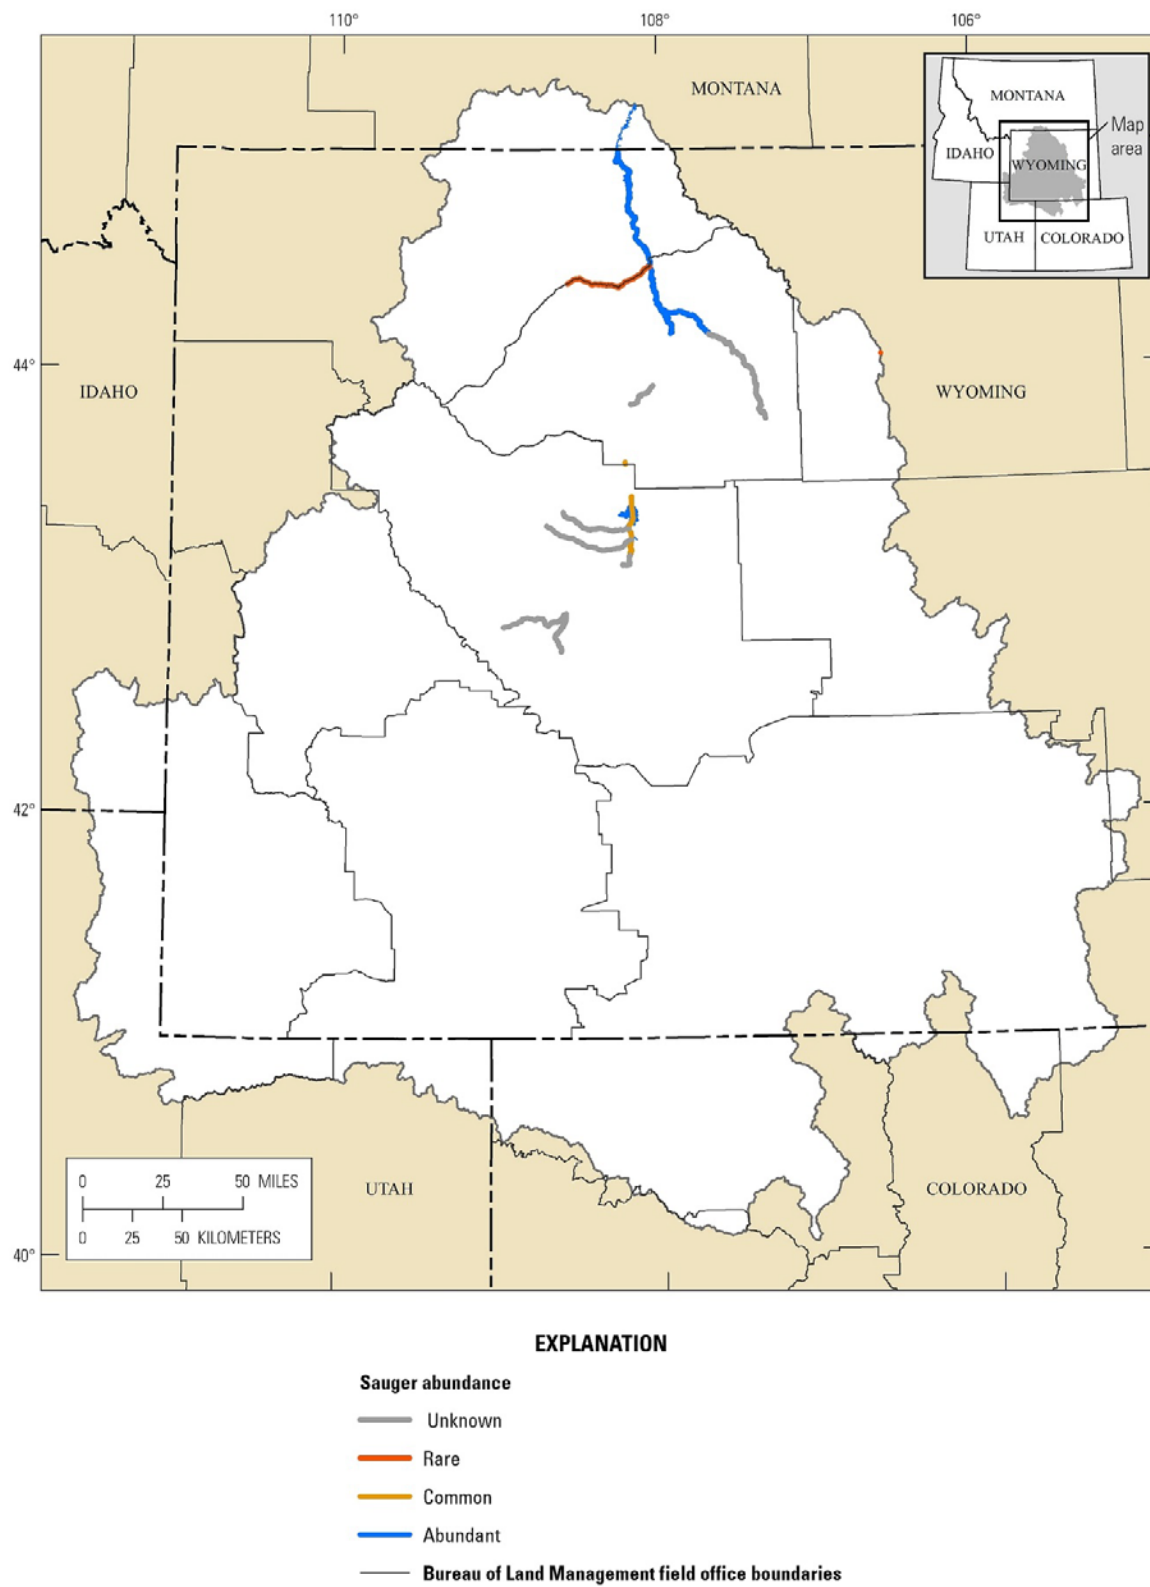 110°
108°
106°
MONTANA
MONTANA
Map
area
IDAHO
WYOMING
UTAH
COLORADO
44°
IDAHO
WYOMING
42°
0 25 50 MILES
0 25 50 KILOMETERS
UTAH
COLORADO
40°
EXPLANATION
Sauger abundance
Unknown
Rare
Common
Abundant
Bureau of Land Management field office boundaries